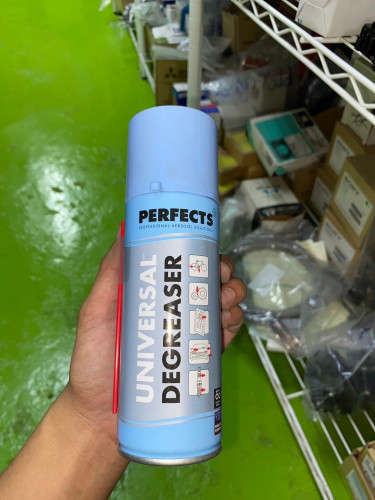 PERFECTS
PROFESSIONAL AEROSOL SOLUTIONS
UNIVERSAL
DEGREASER